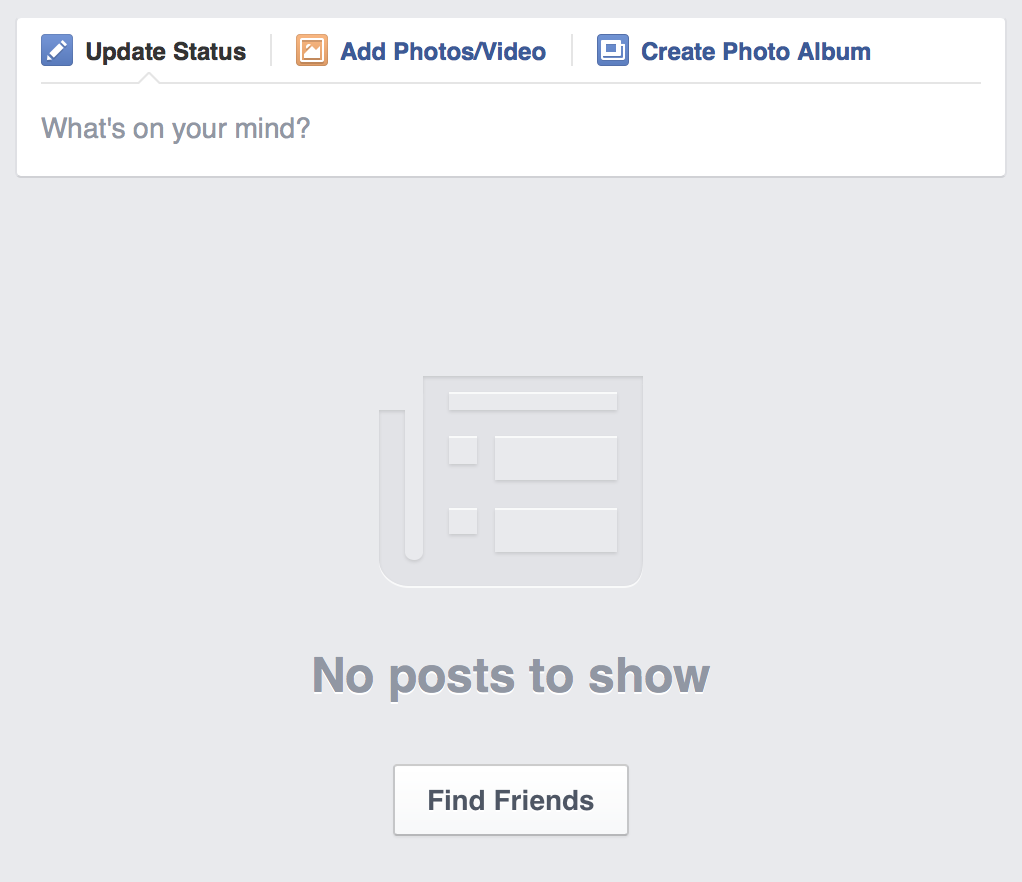 Update Status Add Photos/Video Create Photo Album
What's on your mind?
No posts to show
Find Friends